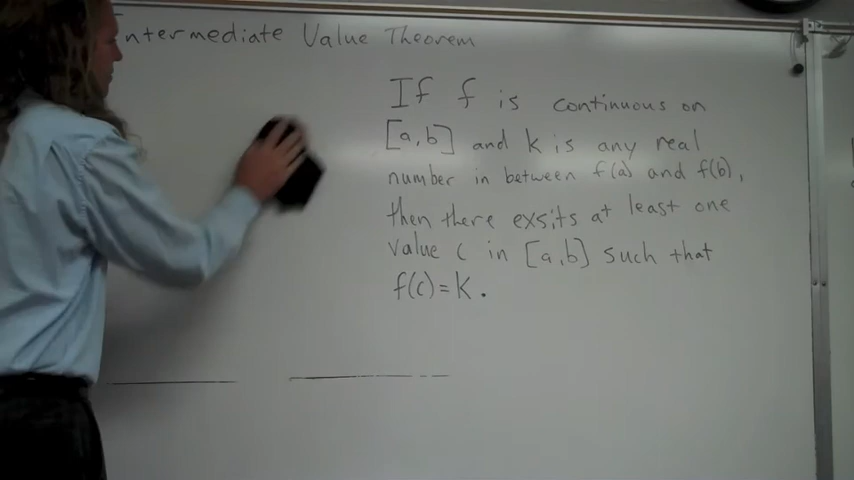 Intermediate Value Theorem
If f is continuous on
[a,b] and k is any real
number in between f(a) and f(b),
then there exsits at least one
value c in [a,b] such that
f(c)=k.